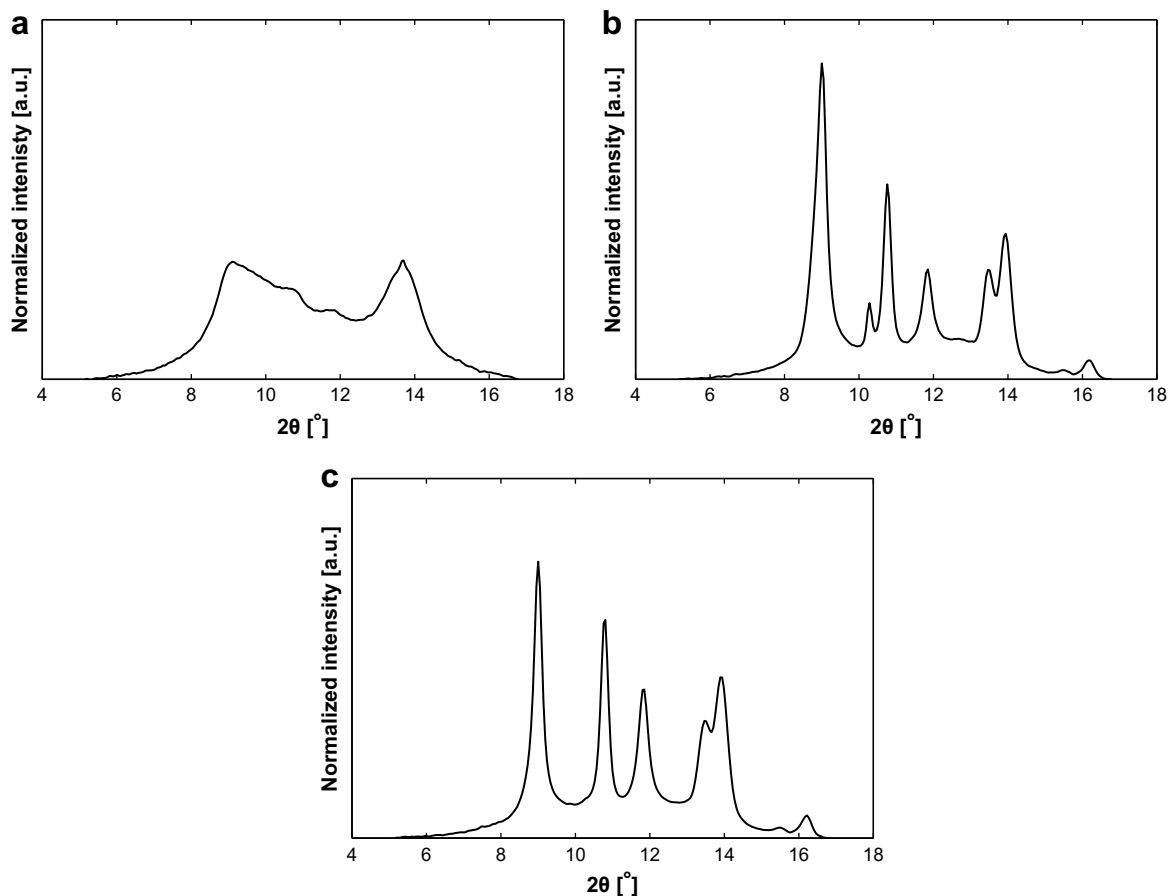 a
Normalized intenisty [a.u.]
4 6 8 10 12 14 16 18
2θ [°]
b
Normalized intensity [a.u.]
4 6 8 10 12 14 16 18
2θ [°]
c
Normalized intensity [a.u.]
4 6 8 10 12 14 16 18
2θ [°]